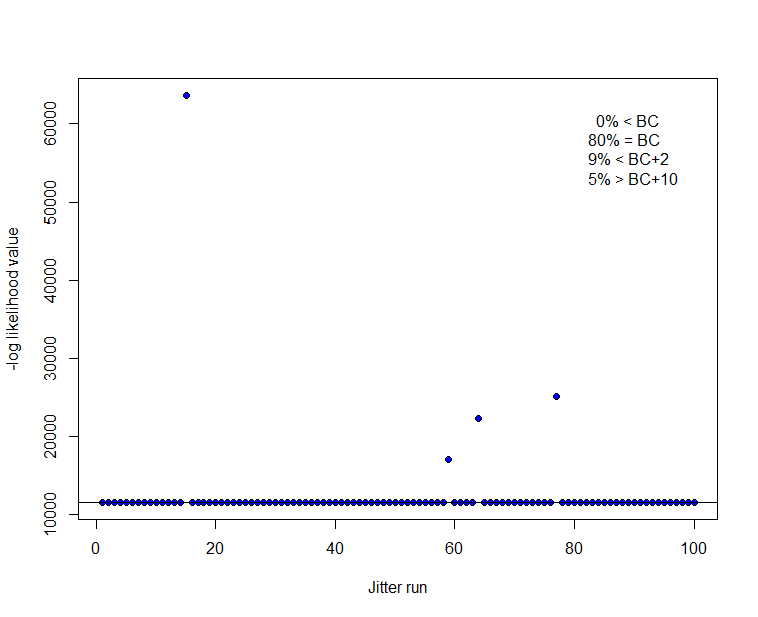 0% < BC
80% = BC
9% < BC+2
5% > BC+10
-log likelihood value
60000
50000
40000
30000
20000
10000
0 20 40 60 80 100
Jitter run